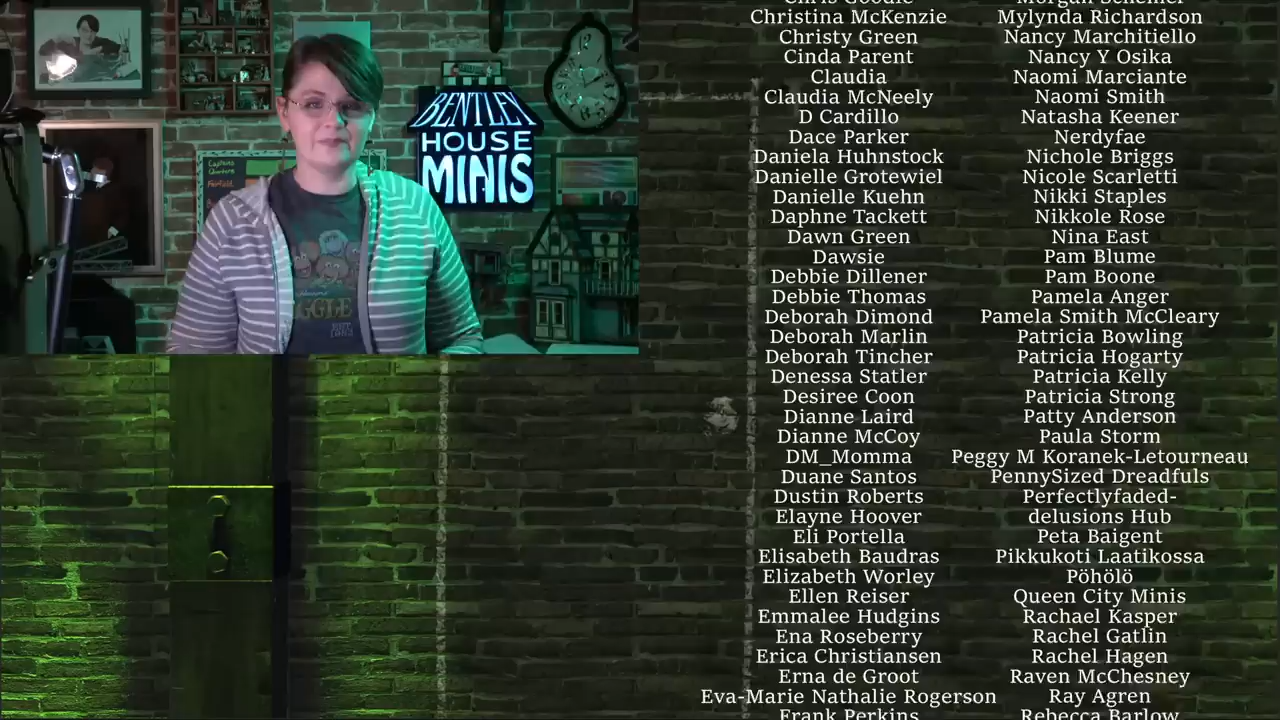 BENTLEY
HOUSE
MINIS
Captains
Quarters
Christina McKenzie
Christy Green
Cinda Parent
Claudia
Claudia McNeely
D Cardillo
Dace Parker
Daniela Huhnstock
Danielle Grotewiel
Danielle Kuehn
Daphne Tackett
Dawn Green
Dawsie
Debbie Dillener
Debbie Thomas
Deborah Dimond
Deborah Marlin
Deborah Tincher
Denessa Statler
Desiree Coon
Dianne Laird
Dianne McCoy
DM_Momma
Duane Santos
Dustin Roberts
Elayne Hoover
Eli Portella
Elisabeth Baudras
Elizabeth Worley
Ellen Reiser
Emmalee Hudgins
Ena Roseberry
Erica Christiansen
Erna de Groot
Eva-Marie Nathalie Rogerson
Frank Perkins
Mylynda Richardson
Nancy Marchitiello
Nancy Y Osika
Naomi Marciante
Naomi Smith
Natasha Keener
Nerdyfae
Nichole Briggs
Nicole Scarletti
Nikki Staples
Nikkole Rose
Nina East
Pam Blume
Pam Boone
Pamela Anger
Pamela Smith McCleary
Patricia Bowling
Patricia Hogarty
Patricia Kelly
Patricia Strong
Patty Anderson
Paula Storm
Peggy M Koranek-Letourneau
PennySized Dreadfuls
Perfectlyfaded-
delusions Hub
Peta Baigent
Pikkukoti Laatikossa
Pöhölö
Queen City Minis
Rachael Kasper
Rachel Gatlin
Rachel Hagen
Raven McChesney
Ray Agren
Rebecca Barlow